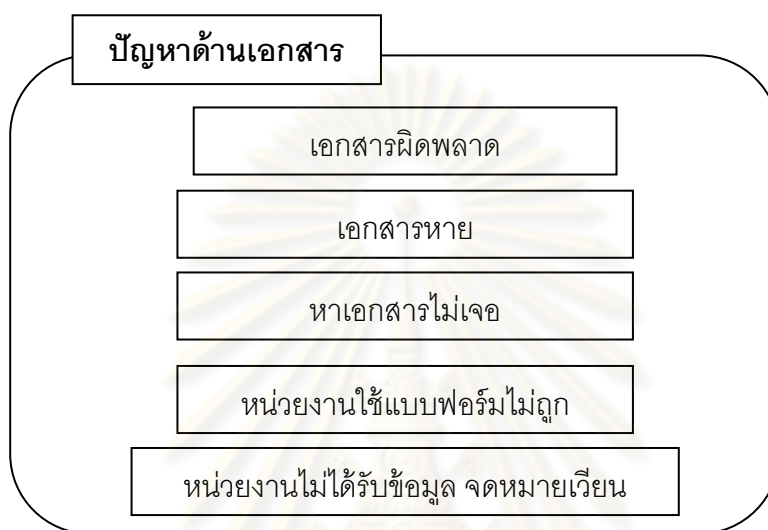 ปัญหาด้านเอกสาร
เอกสารผิดพลาด
เอกสารหาย
หาเอกสารไม่เจอ
หน่วยงานใช้แบบฟอร์มไม่ถูก
หน่วยงานไม่ได้รับข้อมูล จดหมายเวียน